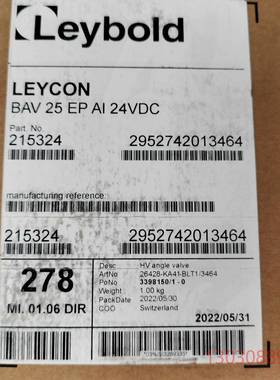 Leybold
LEYCON
BAV 25 EP AI 24VDC
Part. No.
215324 2952742013464
manufacturing reference:
215324 2952742013464
278
MI. 01.06 DIR
Desc HV angle valve
ArtNo 26428-KA41-BLT1/3464
PoNo 3398150/1 - 0
Weight 1.00 kg
PackDate 2022/05/30
COO Switzerland
2022/05/31